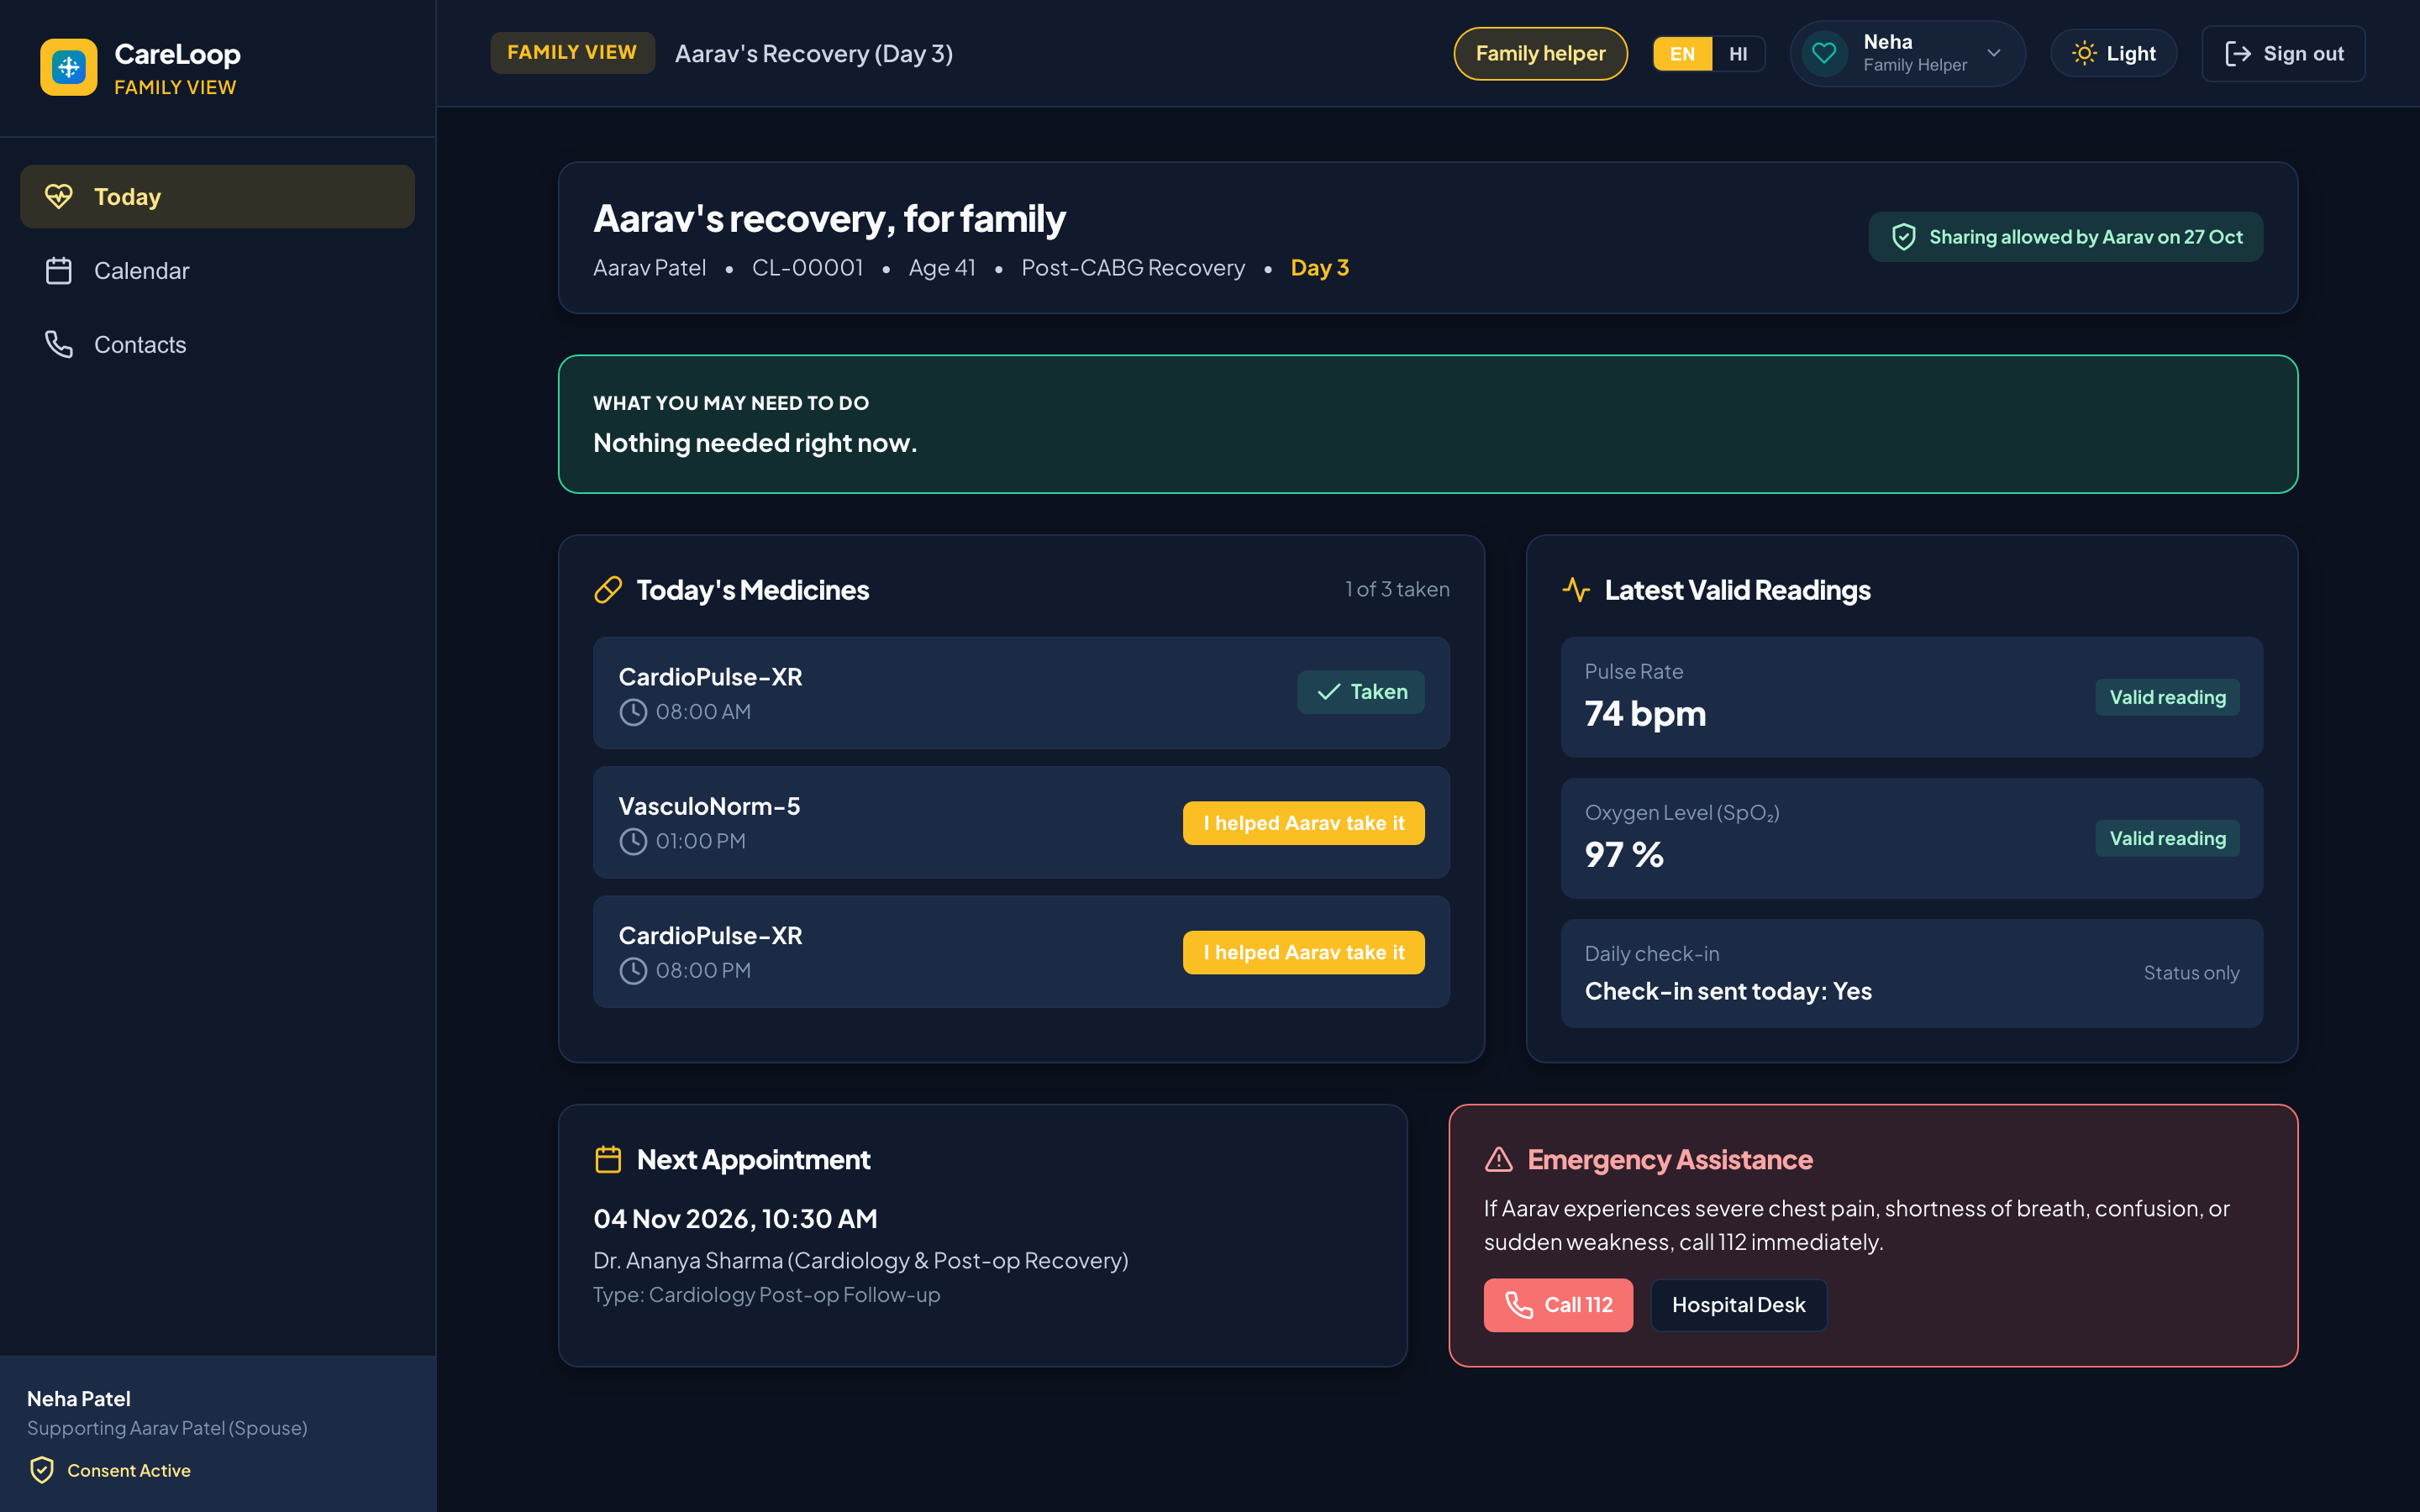 CareLoop
FAMILY VIEW
Today
Calendar
Contacts
Neha Patel
Supporting Aarav Patel (Spouse)
Consent Active
FAMILY VIEW Aarav's Recovery (Day 3)
Family helper
EN HI
Neha
Family Helper
Light
Sign out
Aarav's recovery, for family
Aarav Patel • CL-00001 • Age 41 • Post-CABG Recovery • Day 3
Sharing allowed by Aarav on 27 Oct
WHAT YOU MAY NEED TO DO
Nothing needed right now.
Today's Medicines 1 of 3 taken
CardioPulse-XR
08:00 AM
Taken
VasculoNorm-5
01:00 PM
I helped Aarav take it
CardioPulse-XR
08:00 PM
I helped Aarav take it
Latest Valid Readings
Pulse Rate
74 bpm
Valid reading
Oxygen Level (SpO₂)
97 %
Valid reading
Daily check-in
Check-in sent today: Yes
Status only
Next Appointment
04 Nov 2026, 10:30 AM
Dr. Ananya Sharma (Cardiology & Post-op Recovery)
Type: Cardiology Post-op Follow-up
Emergency Assistance
If Aarav experiences severe chest pain, shortness of breath, confusion, or
sudden weakness, call 112 immediately.
Call 112
Hospital Desk